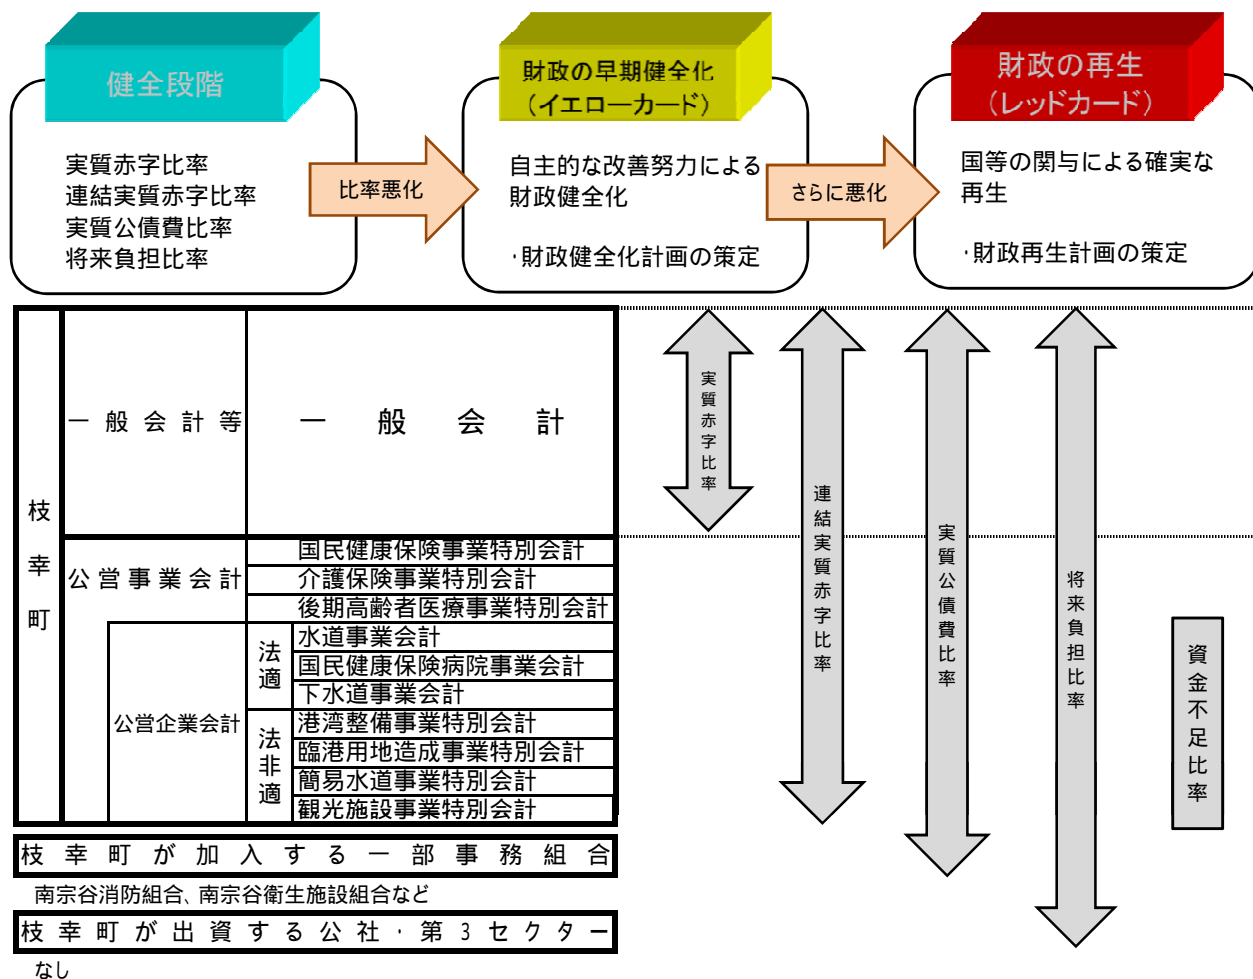 健全段階
実質赤字比率
連結実質赤字比率
実質公債費比率
将来負担比率
比率悪化
財政の早期健全化
（イエローカード）
自主的な改善努力による
財政健全化
・財政健全化計画の策定
さらに悪化
財政の再生
（レッドカード）
国等の関与による確実な
再生
・財政再生計画の策定
枝幸町
一般会計等
一般会計
公営事業会計
国民健康保険事業特別会計
介護保険事業特別会計
後期高齢者医療事業特別会計
公営企業会計
法適
水道事業会計
国民健康保険病院事業会計
下水道事業会計
法非適
港湾整備事業特別会計
臨港用地造成事業特別会計
簡易水道事業特別会計
観光施設事業特別会計
実質赤字比率
連結実質赤字比率
実質公債費比率
将来負担比率
資金不足比率
枝幸町が加入する一部事務組合
南宗谷消防組合、南宗谷衛生施設組合など
枝幸町が出資する公社・第3セクター
なし